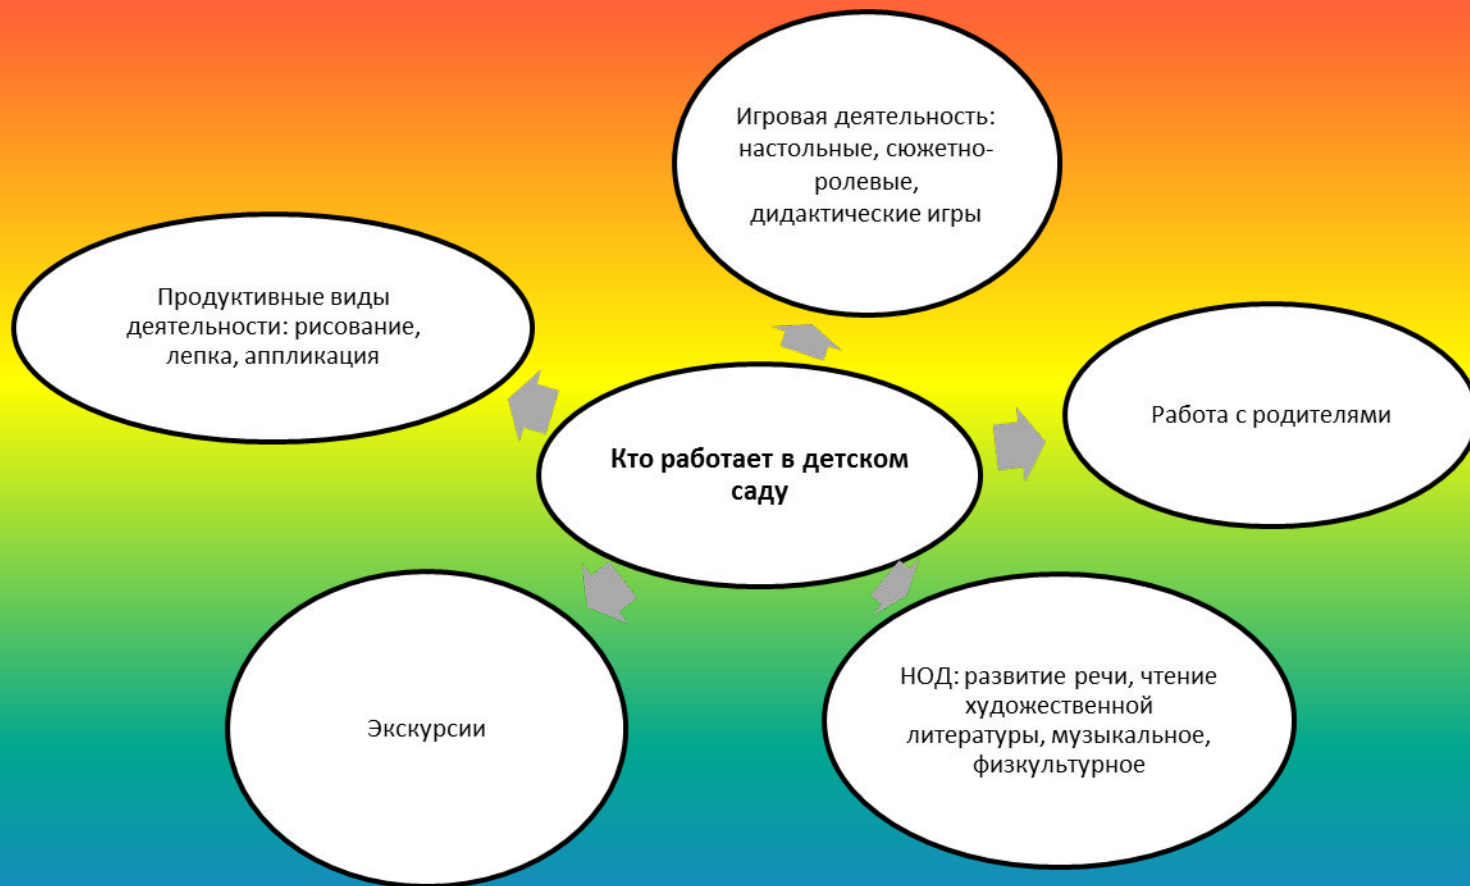 Игровая деятельность:
настольные, сюжетно-
ролевые,
дидактические игры
Продуктивные виды
деятельности: рисование,
лепка, аппликация
Работа с родителями
Кто работает в детском
саду
НОД: развитие речи, чтение
художественной
литературы, музыкальное,
физкультурное
Экскурсии